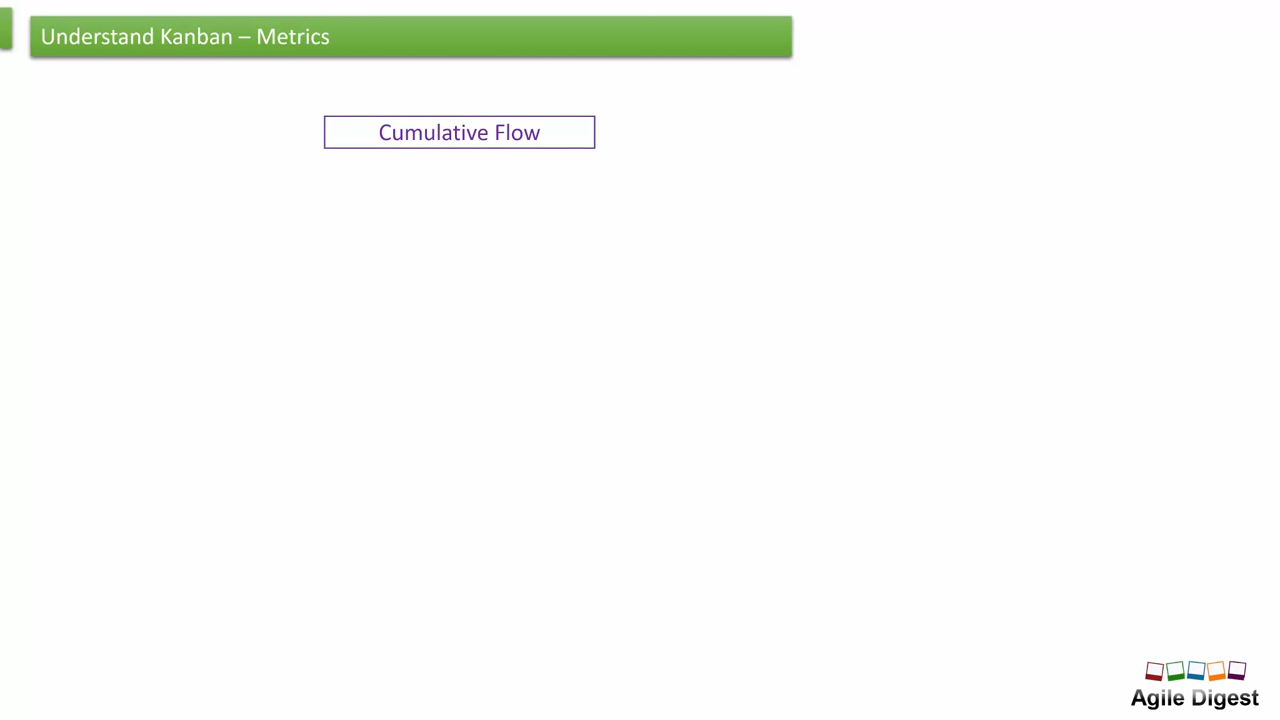 Understand Kanban – Metrics
Cumulative Flow
Agile Digest